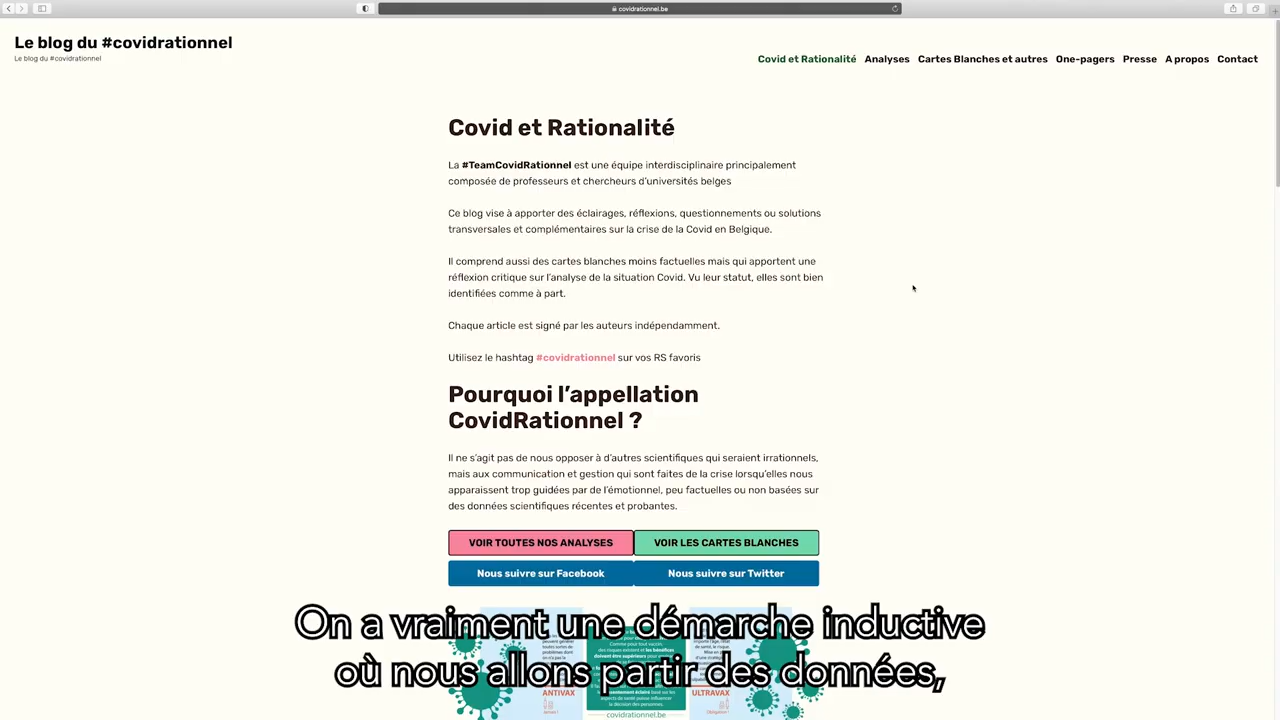 covidrationnel.be
Le blog du #covidrationnel
Le blog du #covidrationnel
Covid et Rationalité Analyses Cartes Blanches et autres One-pagers Presse A propos Contact
Covid et Rationalité
La #TeamCovidRationnel est une équipe interdisciplinaire principalement
composée de professeurs et chercheurs d'universités belges
Ce blog vise à apporter des éclairages, réflexions, questionnements ou solutions
transversales et complémentaires sur la crise de la Covid en Belgique.
Il comprend aussi des cartes blanches moins factuelles mais qui apportent une
réflexion critique sur l'analyse de la situation Covid. Vu leur statut, elles sont bien
identifiées comme à part.
Chaque article est signé par les auteurs indépendamment.
Utilisez le hashtag #covidrationnel sur vos RS favoris
Pourquoi l'appellation
CovidRationnel ?
Il ne s'agit pas de nous opposer à d'autres scientifiques qui seraient irrationnels,
mais aux communication et gestion qui sont faites de la crise lorsqu'elles nous
apparaissent trop guidées par de l'émotionnel, peu factuelles ou non basées sur
des données scientifiques récentes et probantes.
VOIR TOUTES NOS ANALYSES VOIR LES CARTES BLANCHES
Nous suivre sur Facebook Nous suivre sur Twitter
On a vraiment une démarche inductive
où nous allons partir des données,
ANTIVAX
ULTRAVAX
covidrationnel.be